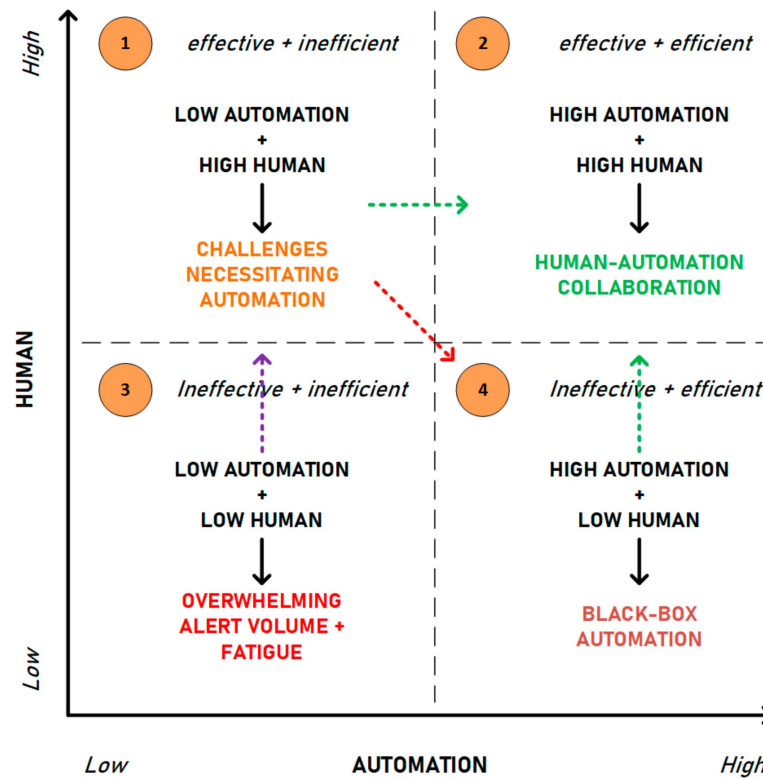 High
1
effective + inefficient
2
effective + efficient
LOW AUTOMATION
+
HIGH HUMAN
HIGH AUTOMATION
+
HIGH HUMAN
CHALLENGES
NECESSITATING
AUTOMATION
HUMAN-AUTOMATION
COLLABORATION
HUMAN
3
Ineffective + inefficient
4
Ineffective + efficient
LOW AUTOMATION
+
LOW HUMAN
HIGH AUTOMATION
+
LOW HUMAN
OVERWHELMING
ALERT VOLUME +
FATIGUE
BLACK-BOX
AUTOMATION
Low
Low
AUTOMATION
High